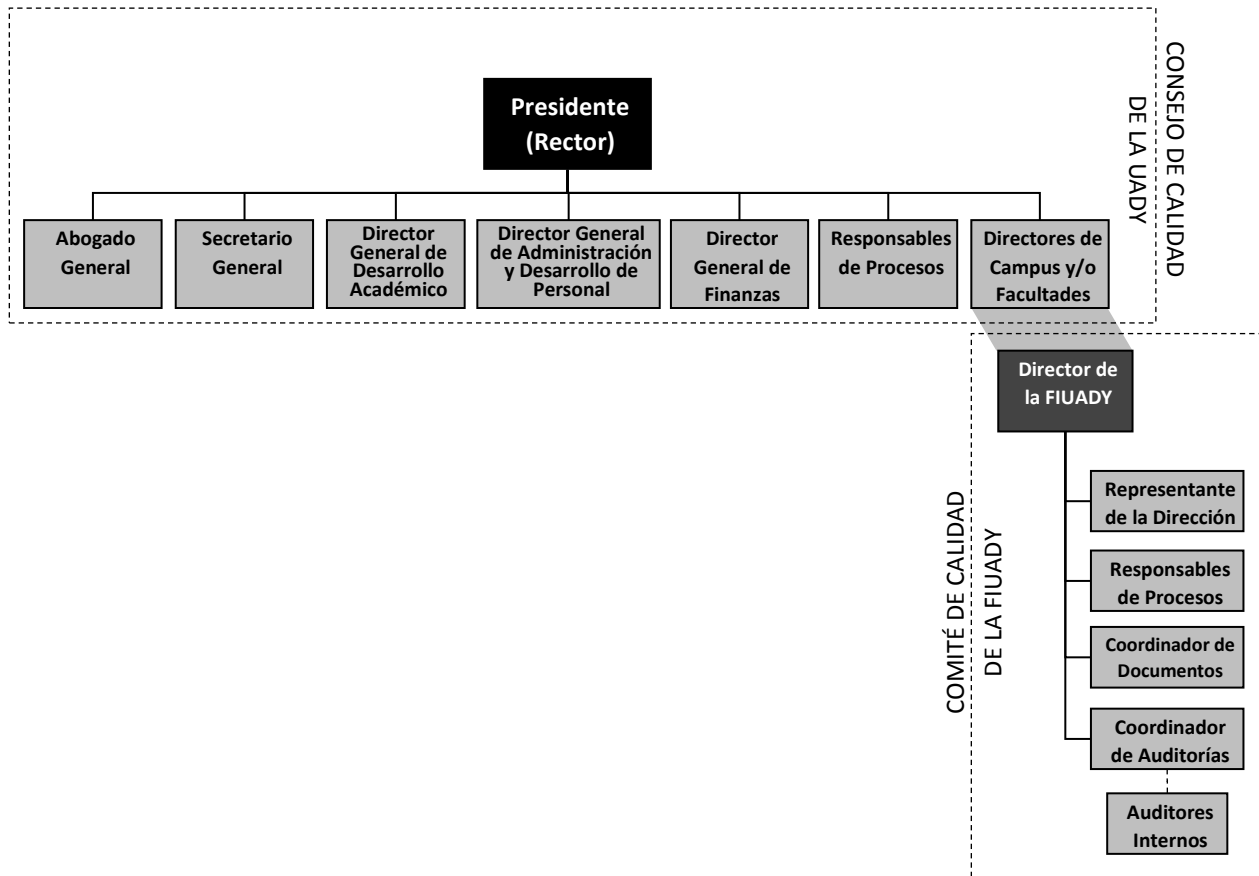 CONSEJO DE CALIDAD
DE LA UADY
Presidente
(Rector)
Abogado
General
Secretario
General
Director
General de
Desarrollo
Académico
Director General
de Administración
y Desarrollo de
Personal
Director
General de
Finanzas
Responsables
de Procesos
Directores de
Campus y/o
Facultades
COMITÉ DE CALIDAD
DE LA FIUADY
Director de
la FIUADY
Representante
de la Dirección
Responsables
de Procesos
Coordinador de
Documentos
Coordinador
de Auditorías
Auditores
Internos